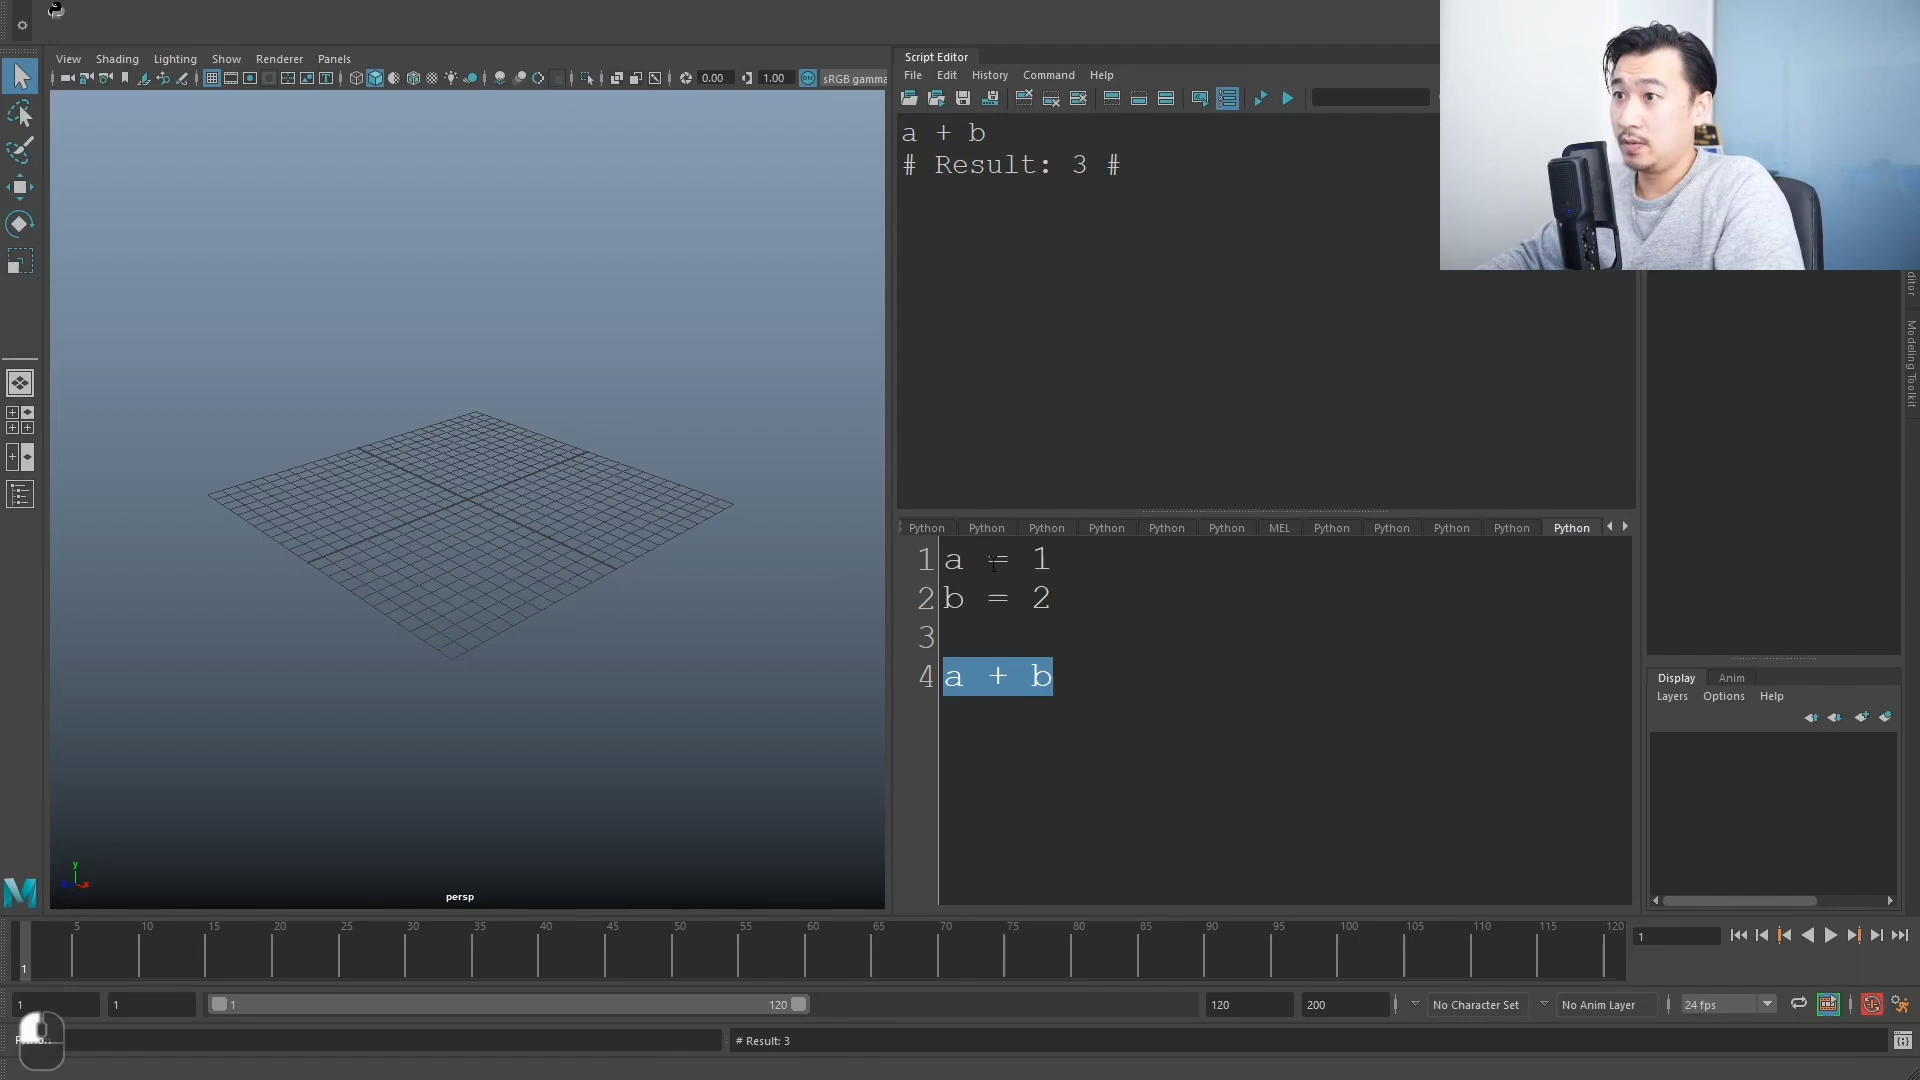 View Shading Lighting Show Renderer Panels
0.00 1.00 ON sRGB gamma
Script Editor
File Edit History Command Help
a + b
# Result: 3 #
Python Python Python Python Python Python MEL Python Python Python Python Python
1 a = 1
2 b = 2
3
4 a + b
persp
y
Modeling Toolkit
Display Anim
Layers Options Help
5 10 15 20 25 30 35 40 45 50 55 60 65 70 75 80 85 90 95 100 105 110 115 120
1
1
1 1 1 120 120 200 No Character Set No Anim Layer 24 fps
# Result: 3